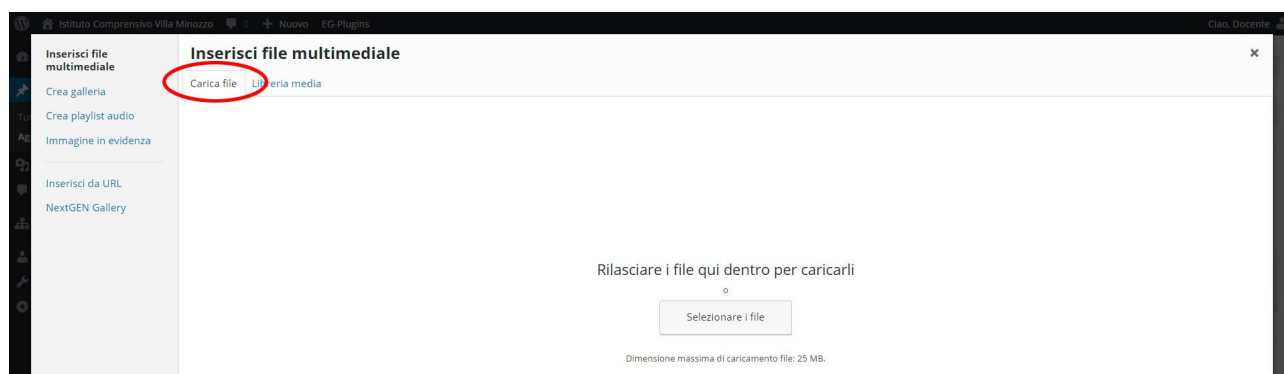 Istituto Comprensivo Villa Minozzo 0 Nuovo EG-Plugins Ciao, Docente
Inserisci file
multimediale
Crea galleria
Crea playlist audio
Immagine in evidenza
Inserisci da URL
NextGEN Gallery
Inserisci file multimediale
Carica file Libreria media
Rilasciare i file qui dentro per caricarli
o
Selezionare i file
Dimensione massima di caricamento file: 25 MB.